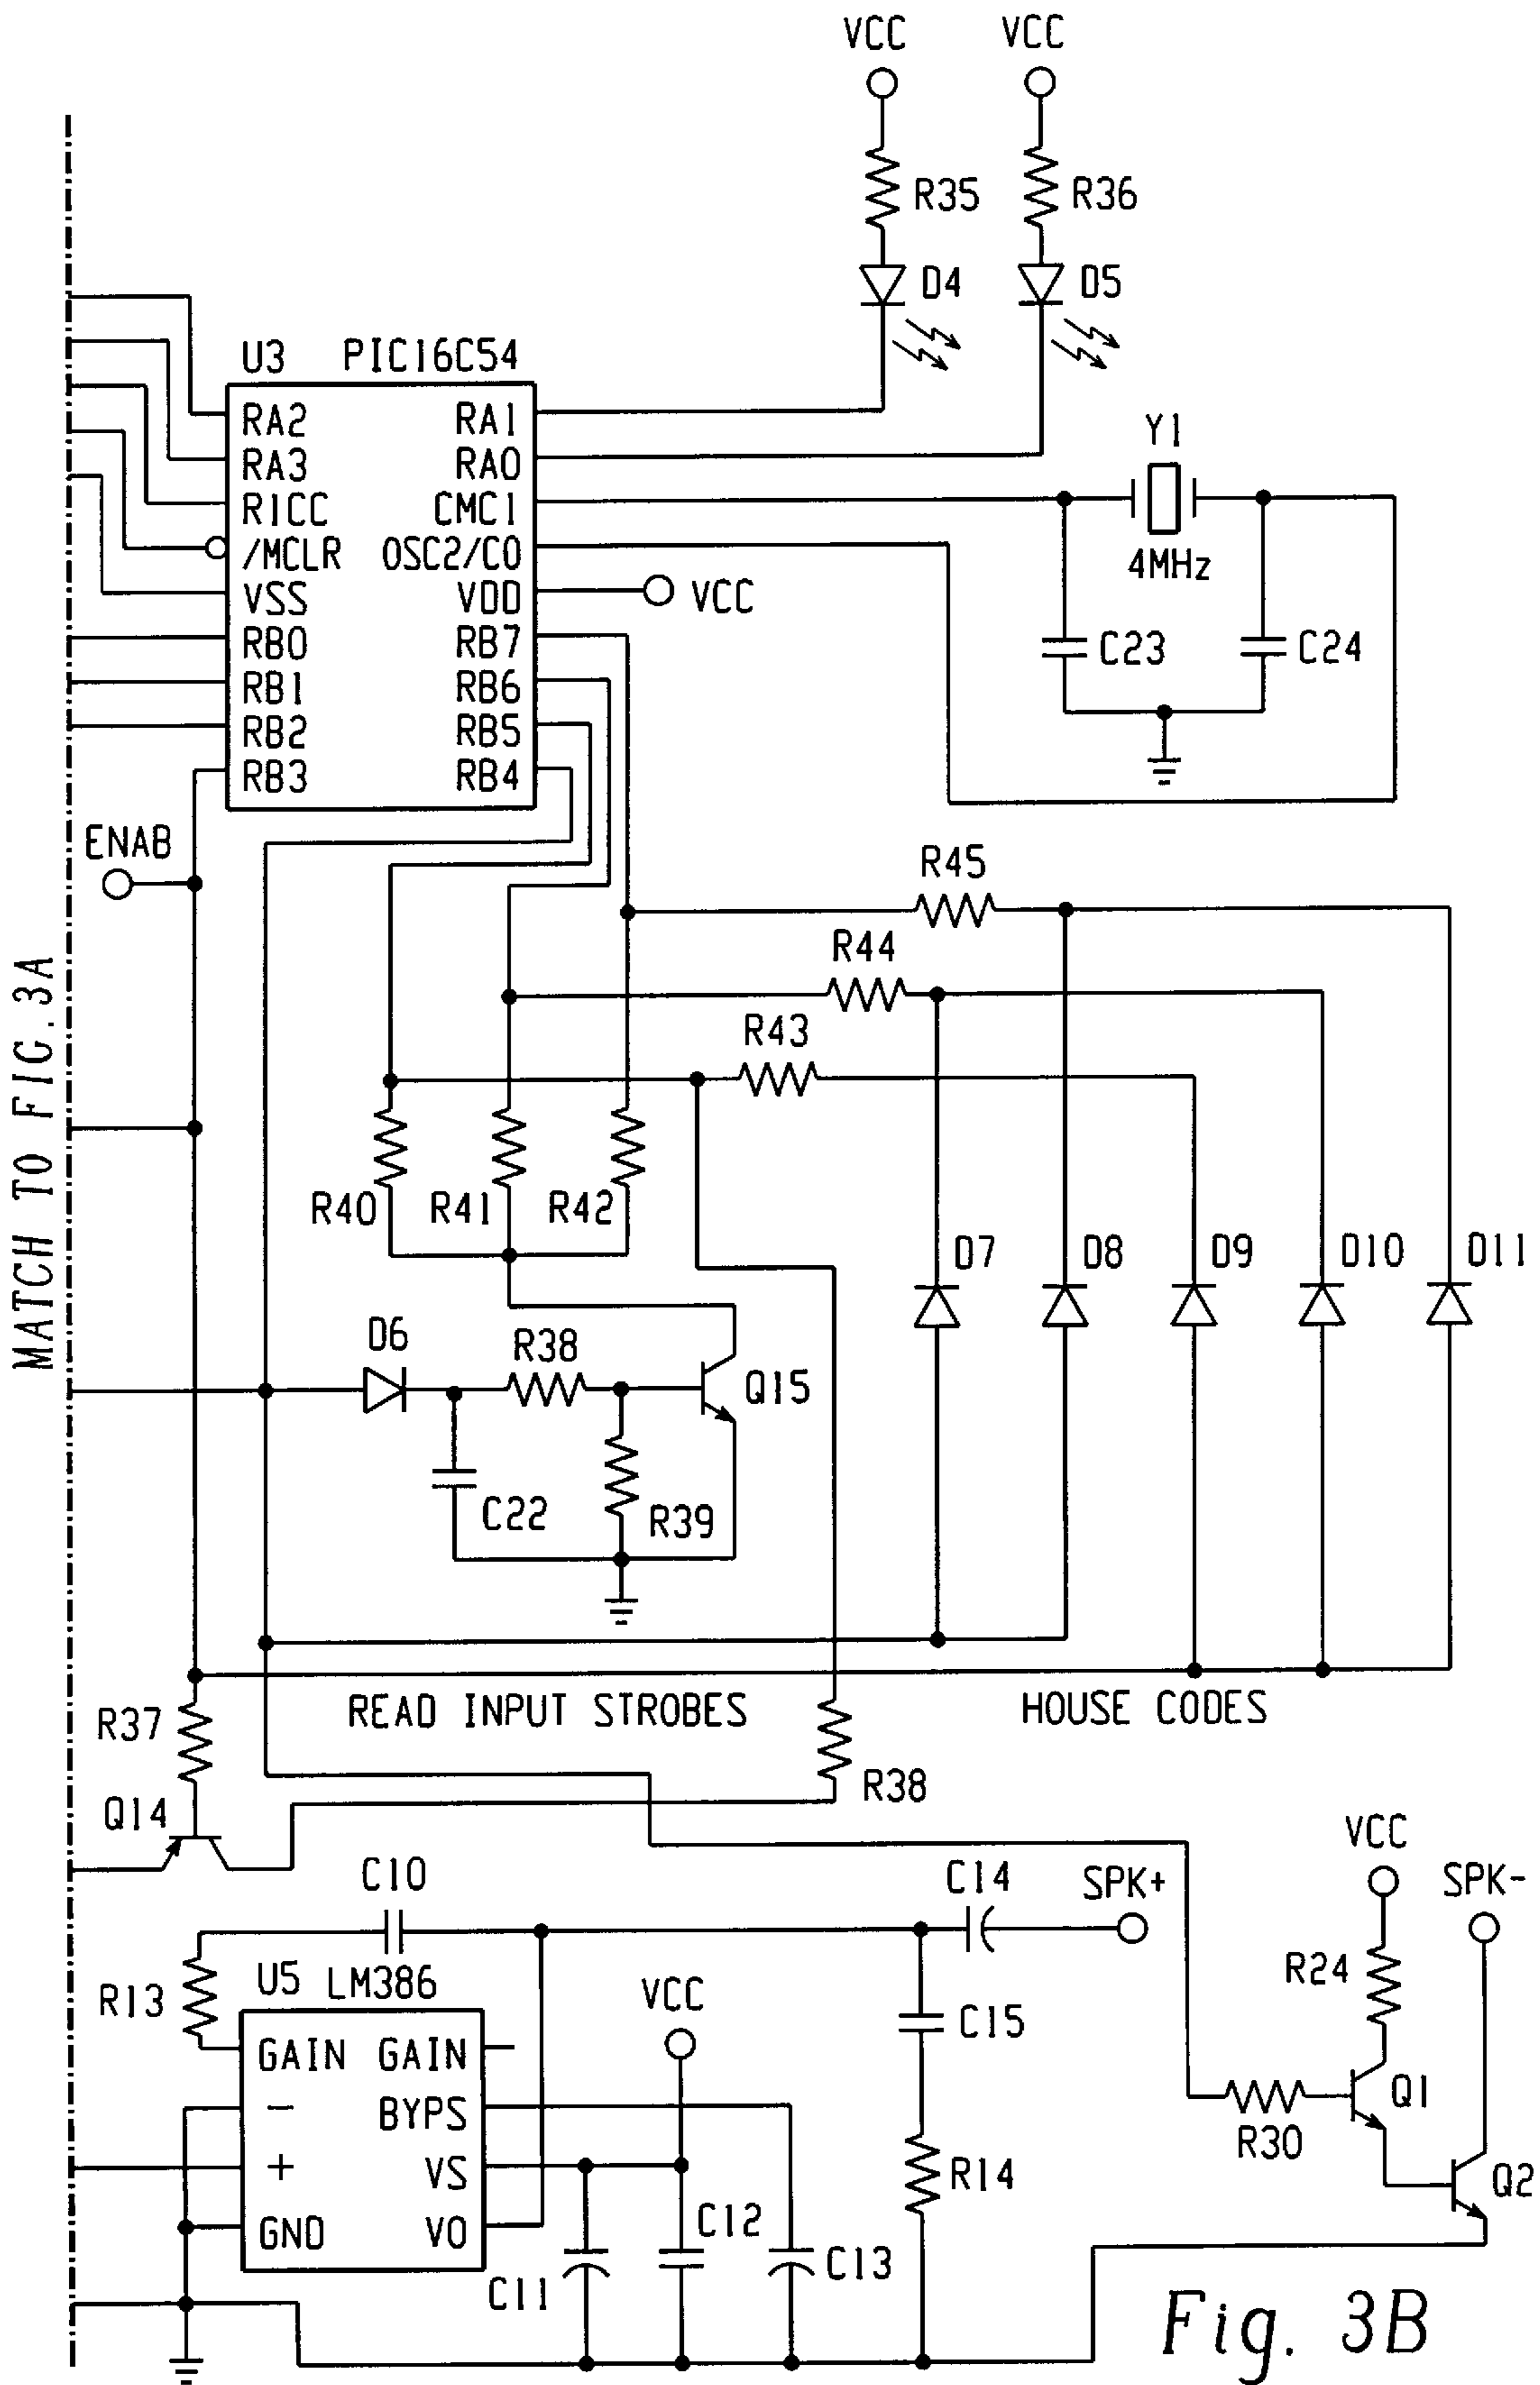 VCC VCC
R35 R36
D4 D5
U3 PIC16C54
RA2 RA1
RA3 RA0
R1CC CMC1
/MCLR OSC2/C0
VSS VDD
RB0 RB7
RB1 RB6
RB2 RB5
RB3 RB4
VCC
Y1
4MHz
C23 C24
ENAB
MATCH TO FIG.3A
R45
R44
R43
R40 R41 R42
D7 D8 D9 D10 D11
D6 R38
Q15
C22 R39
READ INPUT STROBES HOUSE CODES
R37
R38
Q14
C10 C14 SPK+ VCC SPK-
R13 U5 LM386 VCC R24
C15
GAIN GAIN
- BYPS
+ VS
GND VO
R14
R30 Q1
Q2
C11 C12 C13
Fig. 3B